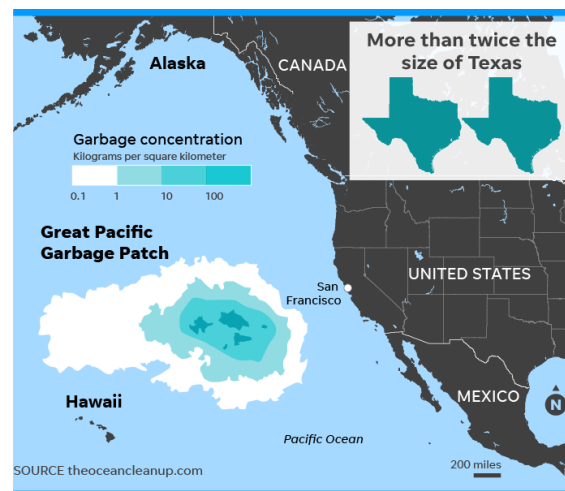 More than twice the
size of Texas
Alaska
CANADA
Garbage concentration
Kilograms per square kilometer
0.1 1 10 100
Great Pacific
Garbage Patch
San
Francisco
UNITED STATES
Hawaii
MEXICO
N
Pacific Ocean
200 miles
SOURCE theoceancleanup.com